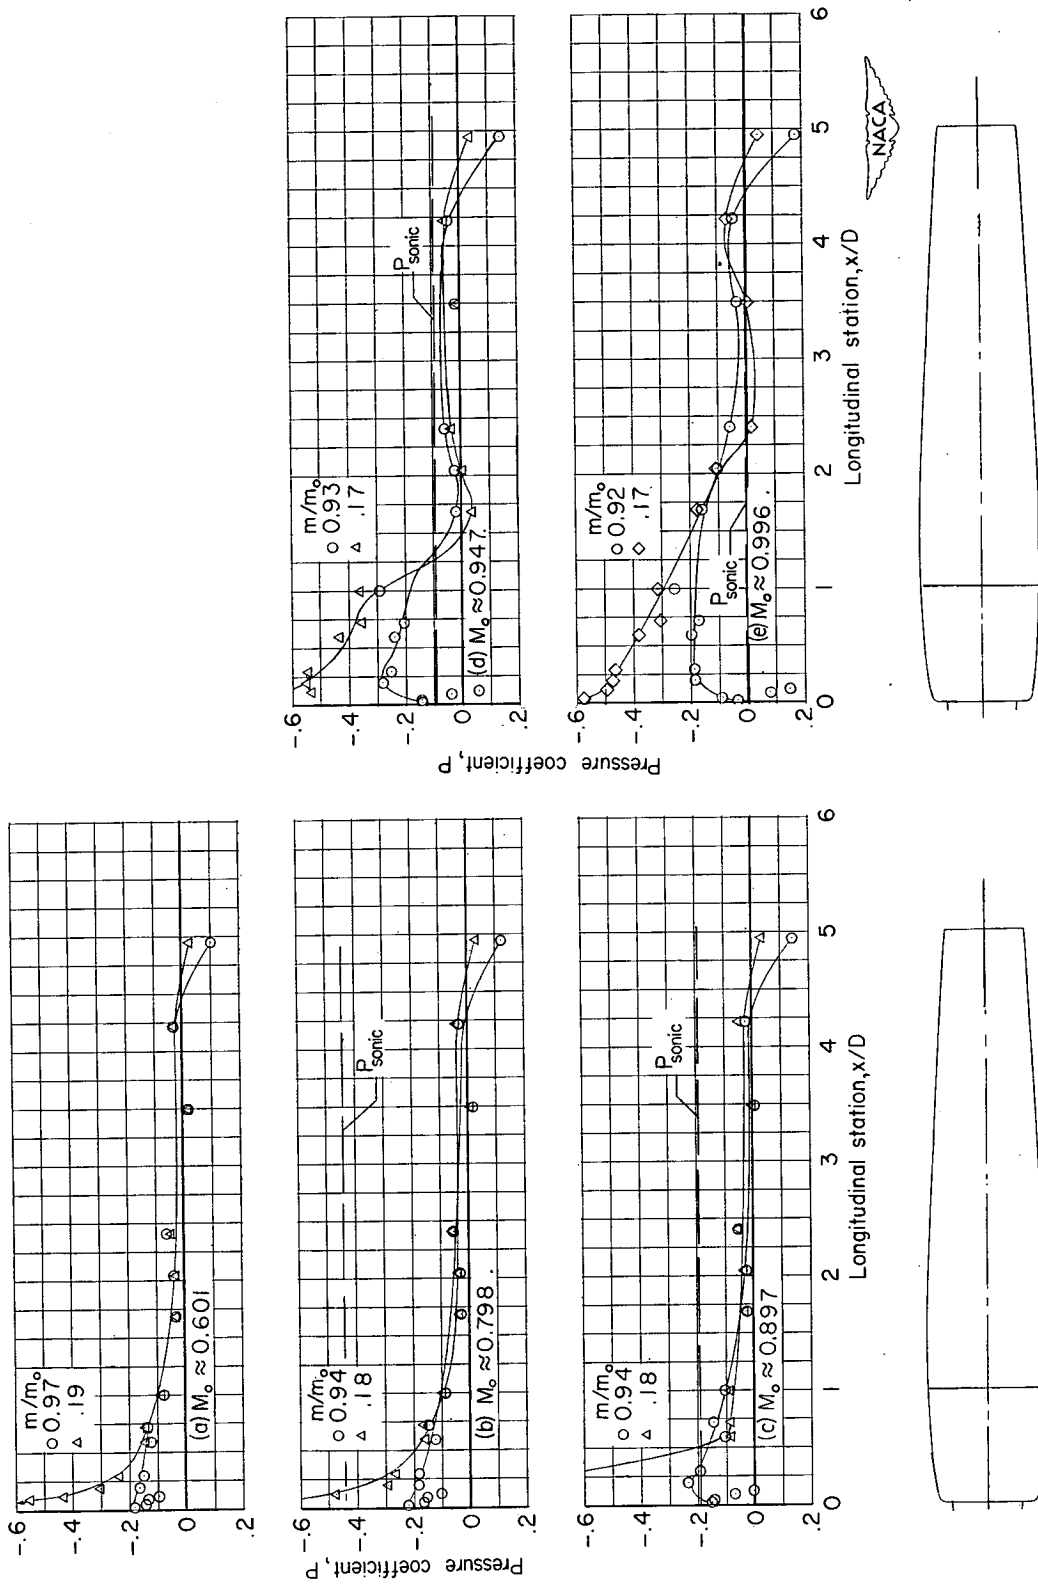 -.6
-.4
-.2
0
.2
m/m₀
○ 0.97
△ .19
(a) M₀ ≈ 0.601
-.6
-.4
-.2
0
.2
Pressure coefficient, P
m/m₀
○ 0.94
△ .18
P sonic
(b) M₀ ≈ 0.798.
-.6
-.4
-.2
0
.2
m/m₀
○ 0.94
△ .18
P sonic
(c) M₀ ≈ 0.897
0 1 2 3 4 5 6
Longitudinal station, x/D
-.6
-.4
-.2
0
.2
m/m₀
○ 0.93
△ .17
P sonic
(d) M₀ ≈ 0.947.
Pressure coefficient, P
-.6
-.4
-.2
0
.2
m/m₀
○ 0.92
◇ .17.
P sonic
(e) M₀ ≈ 0.996.
0 1 2 3 4 5 6
Longitudinal station, x/D
NACA